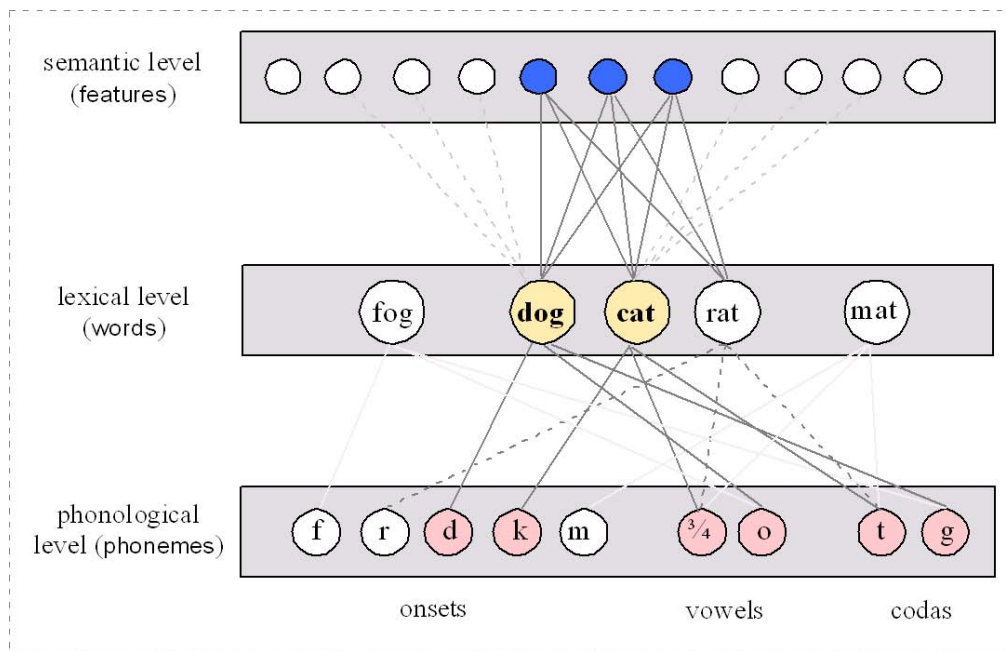 semantic level
(features)
lexical level
(words)
fog dog cat rat mat
phonological
level (phonemes)
f r d k m ¾ o t g
onsets vowels codas